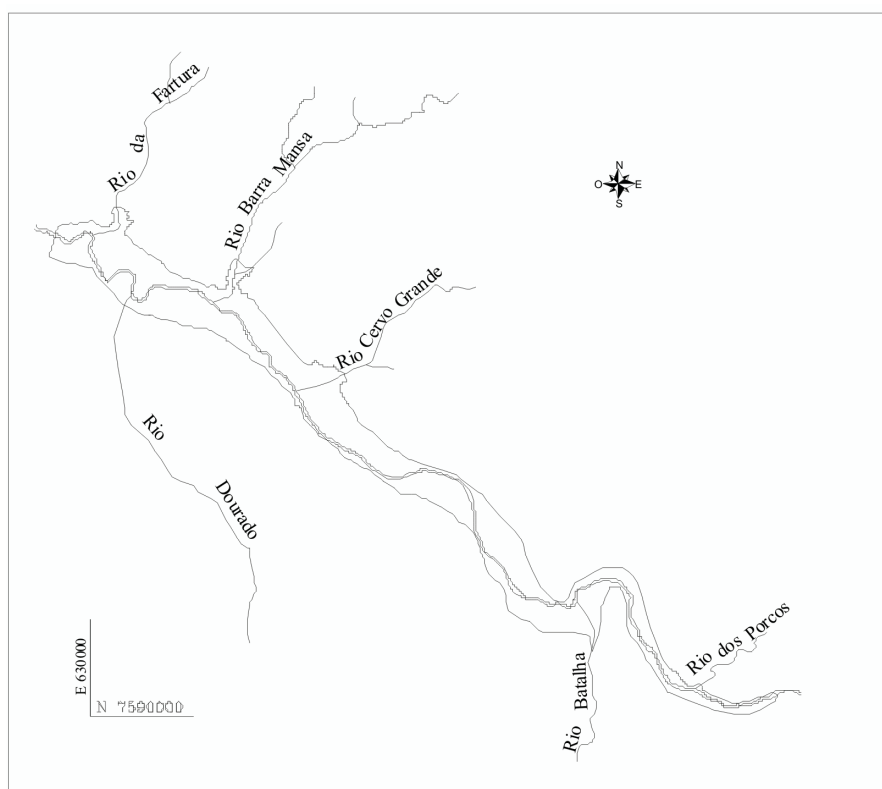 Rio da Fartura
Rio Barra Mansa
N
O E
S
Rio Cervo Grande
Rio Dourado
Rio dos Porcos
Rio Batalha
E 630000
N 7590000